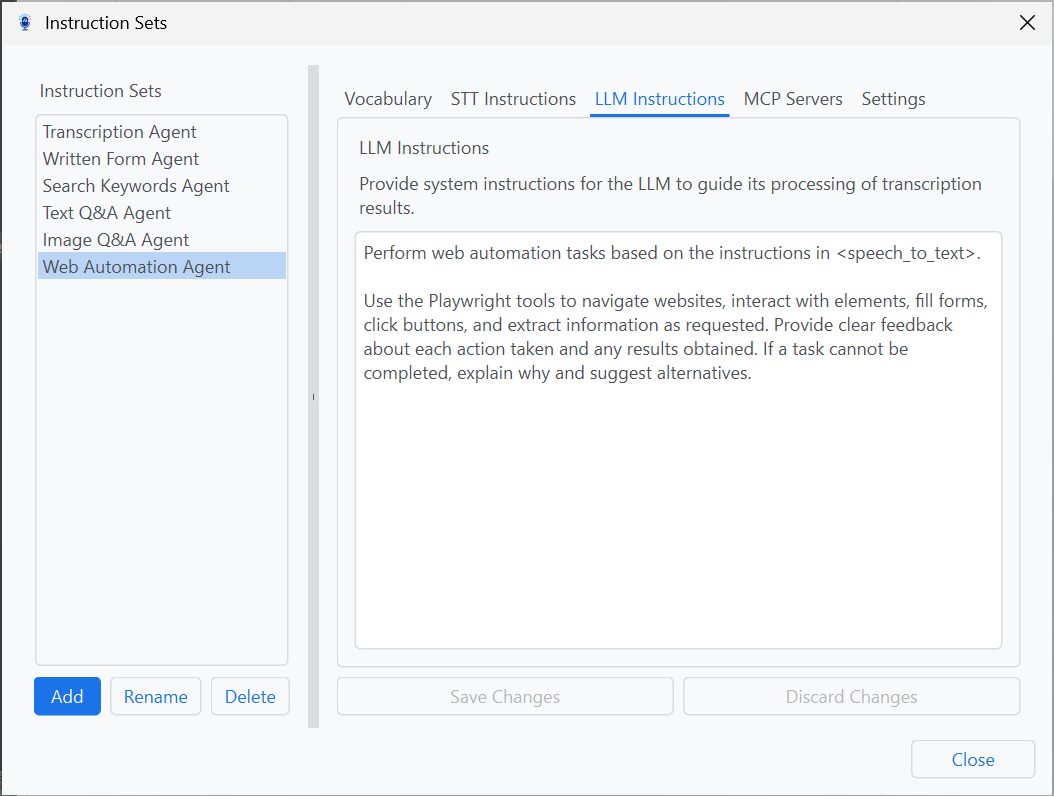 Instruction Sets
Instruction Sets
Transcription Agent
Written Form Agent
Search Keywords Agent
Text Q&A Agent
Image Q&A Agent
Web Automation Agent
Add
Rename
Delete
Vocabulary
STT Instructions
LLM Instructions
MCP Servers
Settings
LLM Instructions
Provide system instructions for the LLM to guide its processing of transcription
results.
Perform web automation tasks based on the instructions in <speech_to_text>.
Use the Playwright tools to navigate websites, interact with elements, fill forms,
click buttons, and extract information as requested. Provide clear feedback
about each action taken and any results obtained. If a task cannot be
completed, explain why and suggest alternatives.
Save Changes
Discard Changes
Close